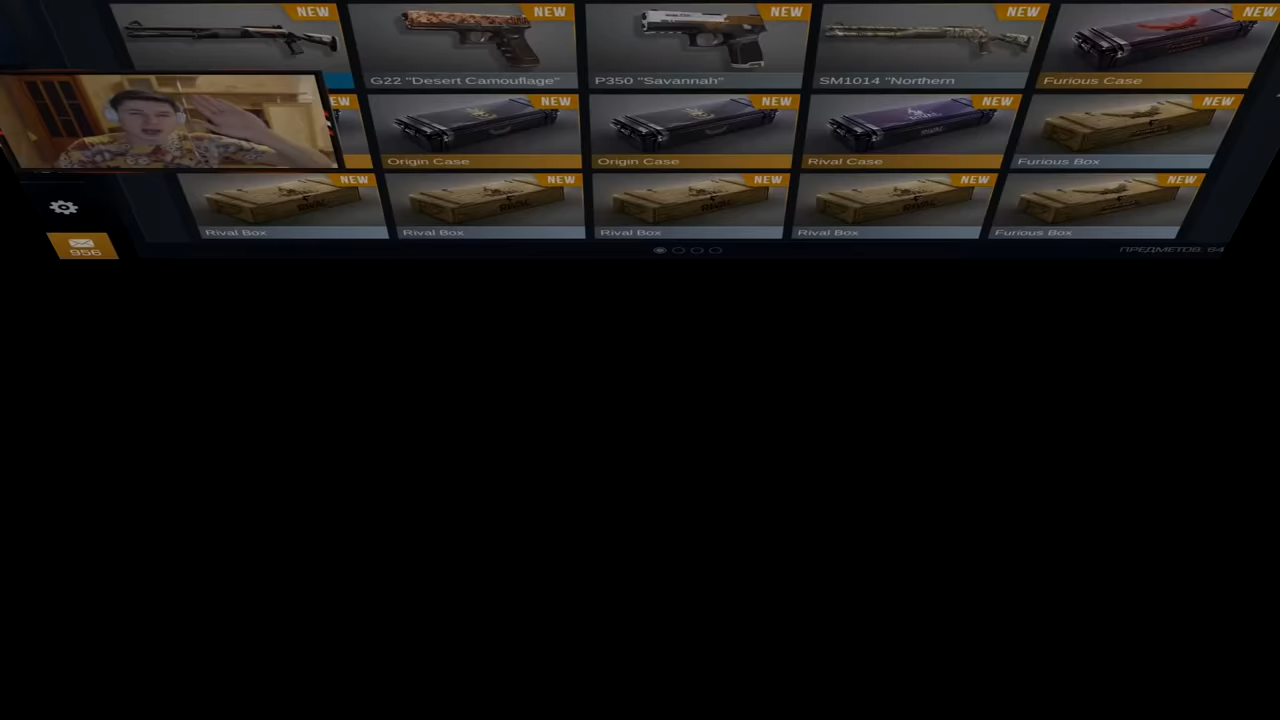 NEW
NEW
NEW
NEW
NEW
G22 "Desert Camouflage"
P350 "Savannah"
SM1014 "Northern
Furious Case
NEW
NEW
NEW
NEW
Origin Case
Origin Case
Rival Case
Furious Box
NEW
NEW
NEW
NEW
NEW
Rival Box
Rival Box
Rival Box
Rival Box
Furious Box
956
ПРЕДМЕТОВ: 64